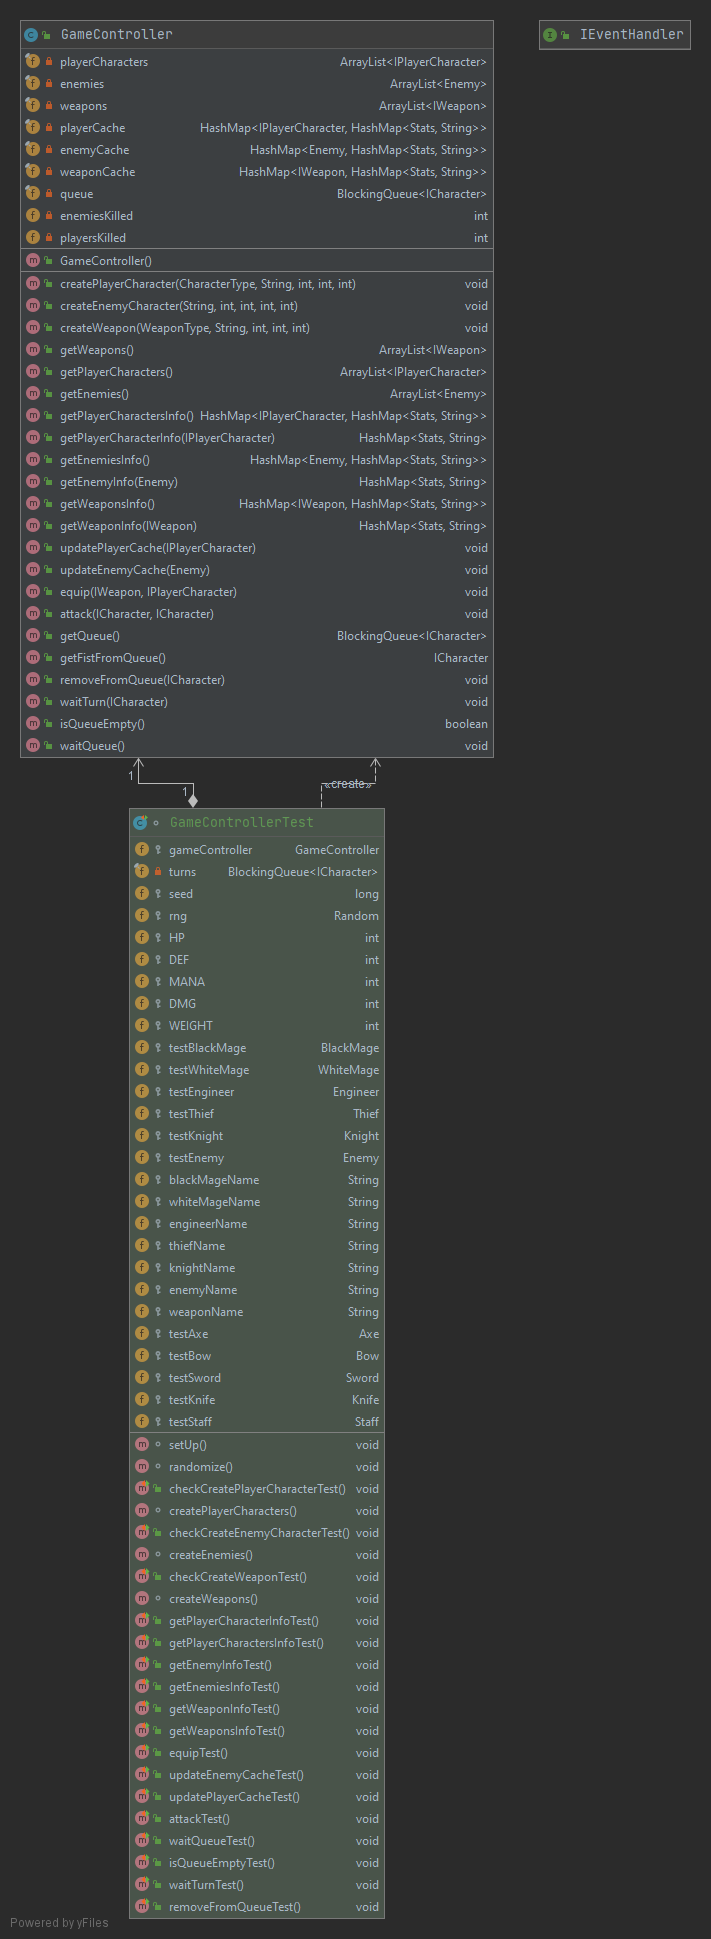 GameController
playerCharacters ArrayList<IPlayerCharacter>
enemies ArrayList<Enemy>
weapons ArrayList<IWeapon>
playerCache HashMap<IPlayerCharacter, HashMap<Stats, String>>
enemyCache HashMap<Enemy, HashMap<Stats, String>>
weaponCache HashMap<IWeapon, HashMap<Stats, String>>
queue BlockingQueue<ICharacter>
enemiesKilled int
playersKilled int
GameController()
createPlayerCharacter(CharacterType, String, int, int, int) void
createEnemyCharacter(String, int, int, int, int) void
createWeapon(WeaponType, String, int, int, int) void
getWeapons() ArrayList<IWeapon>
getPlayerCharacters() ArrayList<IPlayerCharacter>
getEnemies() ArrayList<Enemy>
getPlayerCharactersInfo() HashMap<IPlayerCharacter, HashMap<Stats, String>>
getPlayerCharacterInfo(IPlayerCharacter) HashMap<Stats, String>
getEnemiesInfo() HashMap<Enemy, HashMap<Stats, String>>
getEnemyInfo(Enemy) HashMap<Stats, String>
getWeaponsInfo() HashMap<IWeapon, HashMap<Stats, String>>
getWeaponInfo(IWeapon) HashMap<Stats, String>
updatePlayerCache(IPlayerCharacter) void
updateEnemyCache(Enemy) void
equip(IWeapon, IPlayerCharacter) void
attack(ICharacter, ICharacter) void
getQueue() BlockingQueue<ICharacter>
getFistFromQueue() ICharacter
removeFromQueue(ICharacter) void
waitTurn(ICharacter) void
isQueueEmpty() boolean
waitQueue() void
IEventHandler
1
1
«create»
GameControllerTest
gameController GameController
turns BlockingQueue<ICharacter>
seed long
rng Random
HP int
DEF int
MANA int
DMG int
WEIGHT int
testBlackMage BlackMage
testWhiteMage WhiteMage
testEngineer Engineer
testThief Thief
testKnight Knight
testEnemy Enemy
blackMageName String
whiteMageName String
engineerName String
thiefName String
knightName String
enemyName String
weaponName String
testAxe Axe
testBow Bow
testSword Sword
testKnife Knife
testStaff Staff
setUp() void
randomize() void
checkCreatePlayerCharacterTest() void
createPlayerCharacters() void
checkCreateEnemyCharacterTest() void
createEnemies() void
checkCreateWeaponTest() void
createWeapons() void
getPlayerCharacterInfoTest() void
getPlayerCharactersInfoTest() void
getEnemyInfoTest() void
getEnemiesInfoTest() void
getWeaponInfoTest() void
getWeaponsInfoTest() void
equipTest() void
updateEnemyCacheTest() void
updatePlayerCacheTest() void
attackTest() void
waitQueueTest() void
isQueueEmptyTest() void
waitTurnTest() void
removeFromQueueTest() void
Powered by yFiles